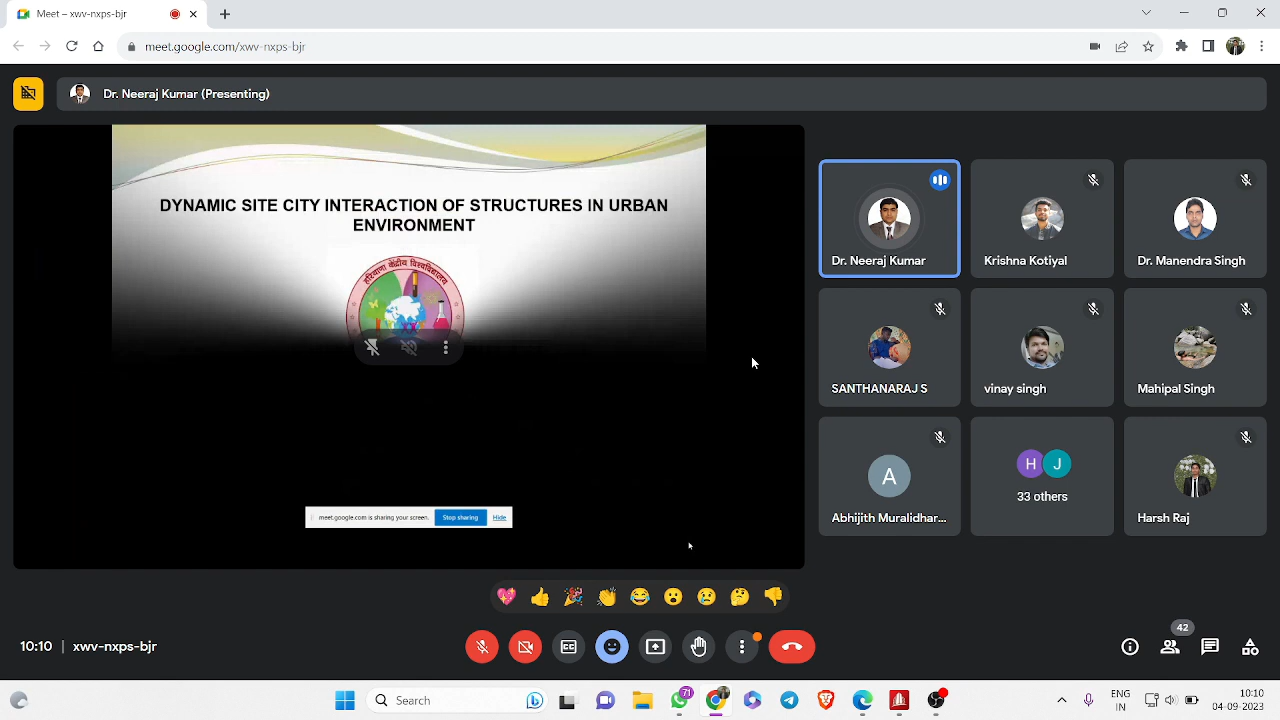 Meet – xwv-nxps-bjr
meet.google.com/xwv-nxps-bjr
Dr. Neeraj Kumar (Presenting)
DYNAMIC SITE CITY INTERACTION OF STRUCTURES IN URBAN
ENVIRONMENT
हरियाणा केंद्रीय विश्वविद्यालय
meet.google.com is sharing your screen.
Stop sharing
Hide
Dr. Neeraj Kumar
Krishna Kotiyal
Dr. Manendra Singh
SANTHANARAJ S
vinay singh
Mahipal Singh
A
H J
33 others
Abhijith Muralidhar...
Harsh Raj
10:10 | xwv-nxps-bjr
42
Search
71
ENG
IN
10:10
04-09-2023